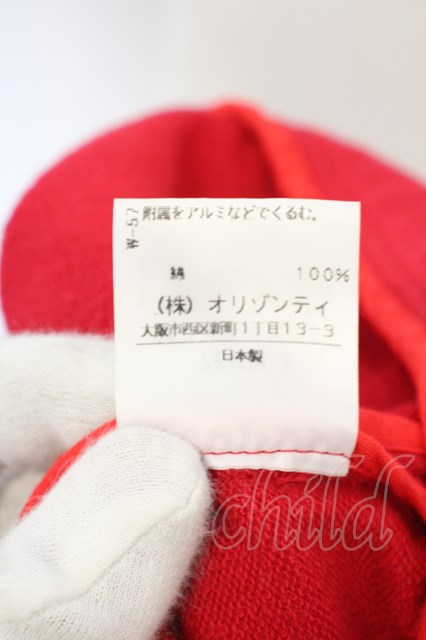 W-57
附属をアルミなどでくるむ。
綿 100%
(株) オリゾンティ
大阪市西区新町1丁目13-3
日本製
child